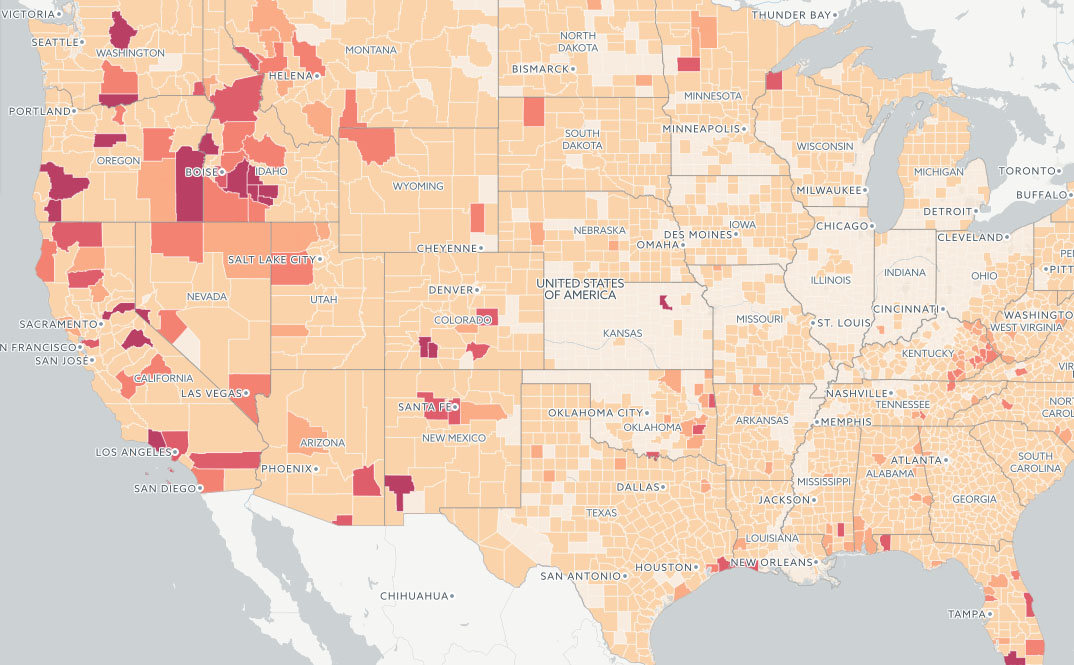 VICTORIA
SEATTLE
WASHINGTON
PORTLAND
OREGON
HELENA
MONTANA
BOISE
IDAHO
WYOMING
CHEYENNE
NORTH
DAKOTA
BISMARCK
SOUTH
DAKOTA
THUNDER BAY
MINNESOTA
MINNEAPOLIS
WISCONSIN
MILWAUKEE
MICHIGAN
DETROIT
TORONTO
BUFFALO
NEBRASKA
OMAHA
IOWA
DES MOINES
CHICAGO
CLEVELAND
SALT LAKE CITY
NEVADA
UTAH
DENVER
COLORADO
UNITED STATES
OF AMERICA
KANSAS
MISSOURI
ST. LOUIS
ILLINOIS
INDIANA
OHIO
CINCINNATI
PE
PITT
WASHINGTO
WEST VIRGINIA
VIR
KENTUCKY
SACRAMENTO
N FRANCISCO
SAN JOSÉ
CALIFORNIA
LAS VEGAS
LOS ANGELES
SAN DIEGO
ARIZONA
PHOENIX
SANTA FE
NEW MEXICO
OKLAHOMA CITY
OKLAHOMA
ARKANSAS
NASHVILLE
TENNESSEE
MEMPHIS
NORT
CAROL
SOUTH
CAROLINA
ATLANTA
ALABAMA
GEORGIA
MISSISSIPPI
JACKSON
DALLAS
TEXAS
LOUISIANA
NEW ORLEANS
HOUSTON
SAN ANTONIO
CHIHUAHUA
TAMPA